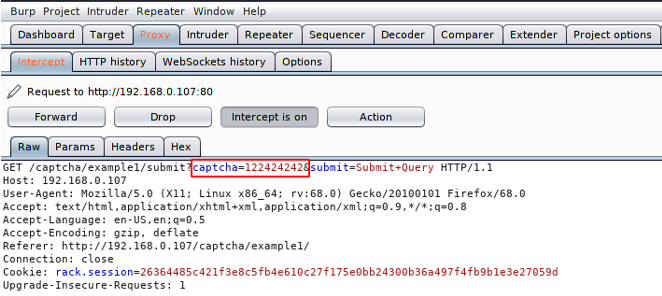 Burp Project Intruder Repeater Window Help
Dashboard Target Proxy Intruder Repeater Sequencer Decoder Comparer Extender Project options
Intercept HTTP history WebSockets history Options
Request to http://192.168.0.107:80
Forward Drop Intercept is on Action
Raw Params Headers Hex
GET /captcha/example1/submit?captcha=122424242&submit=Submit+Query HTTP/1.1
Host: 192.168.0.107
User-Agent: Mozilla/5.0 (X11; Linux x86_64; rv:68.0) Gecko/20100101 Firefox/68.0
Accept: text/html,application/xhtml+xml,application/xml;q=0.9,*/*;q=0.8
Accept-Language: en-US,en;q=0.5
Accept-Encoding: gzip, deflate
Referer: http://192.168.0.107/captcha/example1/
Connection: close
Cookie: rack.session=26364485c421f3e8c5fb4e610c27f175e0bb24300b36a497f4fb9b1e3e27059d
Upgrade-Insecure-Requests: 1